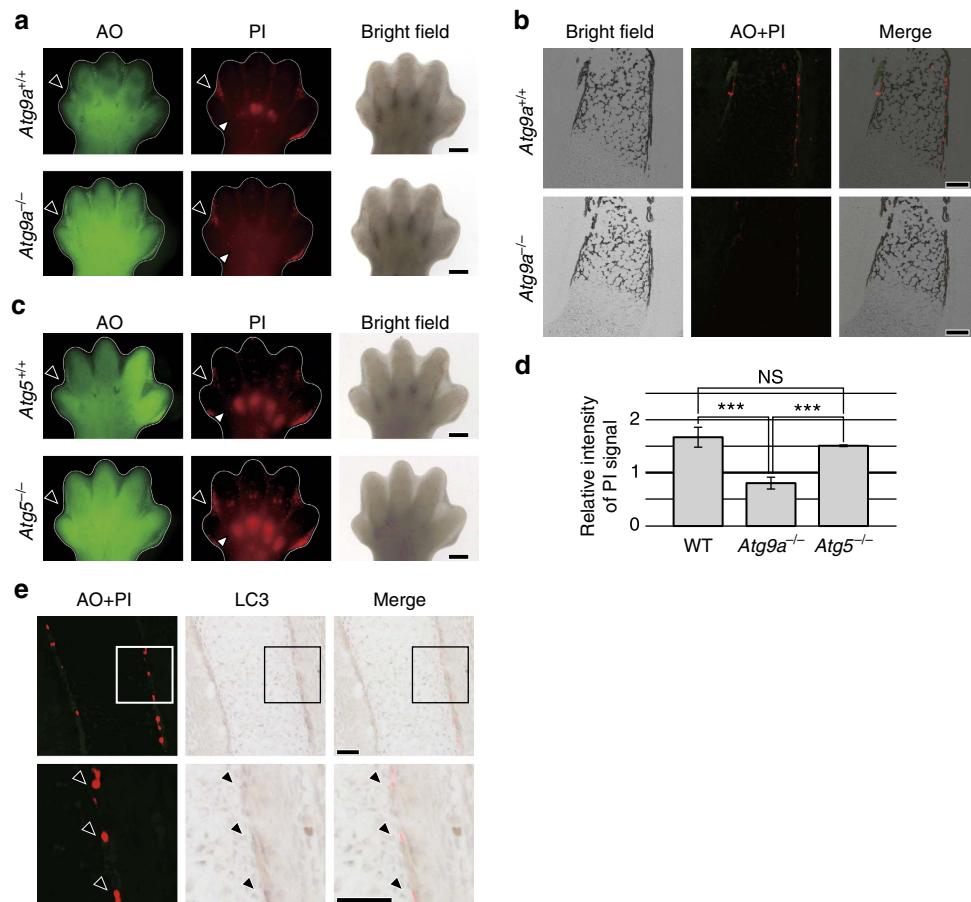 a
AO PI Bright field
Atg9a+/+
Atg9a−/−
b
Bright field AO+PI Merge
Atg9a+/+
Atg9a−/−
c
AO PI Bright field
Atg5+/+
Atg5−/−
d
NS
*** ***
Relative intensity
of PI signal
2
1
0
WT Atg9a−/− Atg5−/−
e
AO+PI LC3 Merge